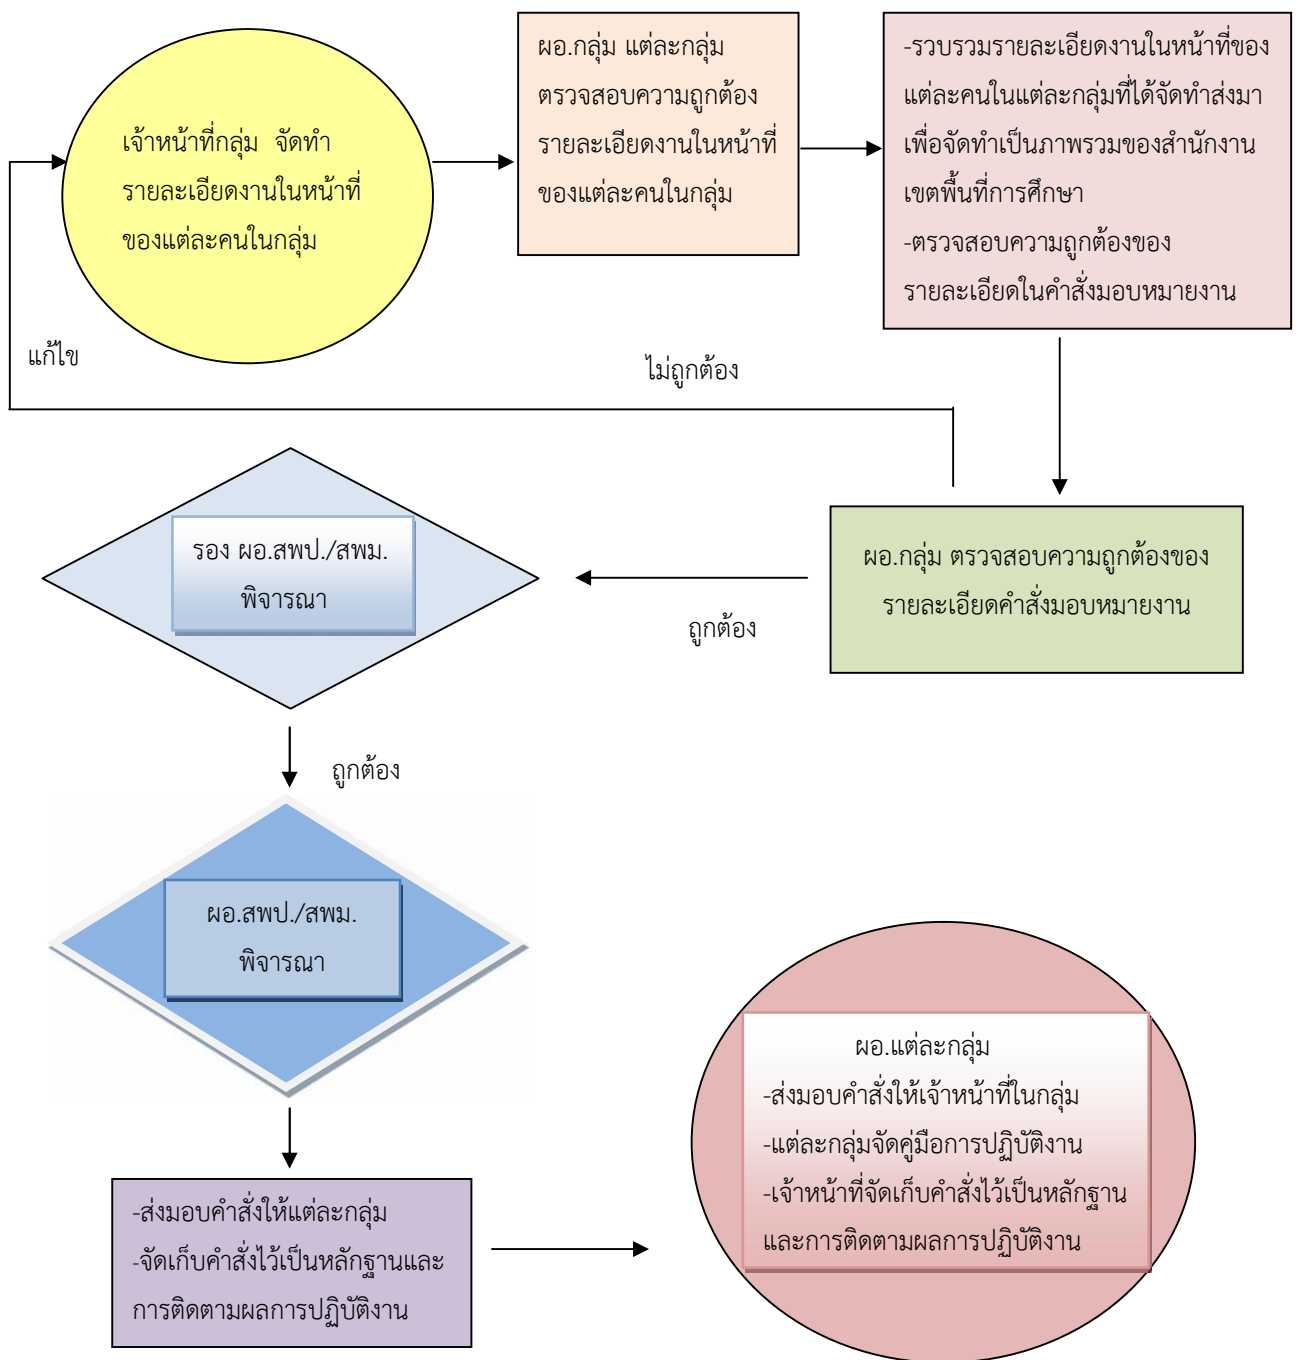 เจ้าหน้าที่กลุ่ม จัดทำ
รายละเอียดงานในหน้าที่
ของแต่ละคนในกลุ่ม
ผอ.กลุ่ม แต่ละกลุ่ม
ตรวจสอบความถูกต้อง
รายละเอียดงานในหน้าที่
ของแต่ละคนในกลุ่ม
-รวบรวมรายละเอียดงานในหน้าที่ของ
แต่ละคนในแต่ละกลุ่มที่ได้จัดทำส่งมา
เพื่อจัดทำเป็นภาพรวมของสำนักงาน
เขตพื้นที่การศึกษา
-ตรวจสอบความถูกต้องของ
รายละเอียดในคำสั่งมอบหมายงาน
แก้ไข
ไม่ถูกต้อง
รอง ผอ.สพป./สพม.
พิจารณา
ถูกต้อง
ผอ.กลุ่ม ตรวจสอบความถูกต้องของ
รายละเอียดคำสั่งมอบหมายงาน
ถูกต้อง
ผอ.สพป./สพม.
พิจารณา
-ส่งมอบคำสั่งให้แต่ละกลุ่ม
-จัดเก็บคำสั่งไว้เป็นหลักฐานและ
การติดตามผลการปฏิบัติงาน
ผอ.แต่ละกลุ่ม
-ส่งมอบคำสั่งให้เจ้าหน้าที่ในกลุ่ม
-แต่ละกลุ่มจัดคู่มือการปฏิบัติงาน
-เจ้าหน้าที่จัดเก็บคำสั่งไว้เป็นหลักฐาน
และการติดตามผลการปฏิบัติงาน